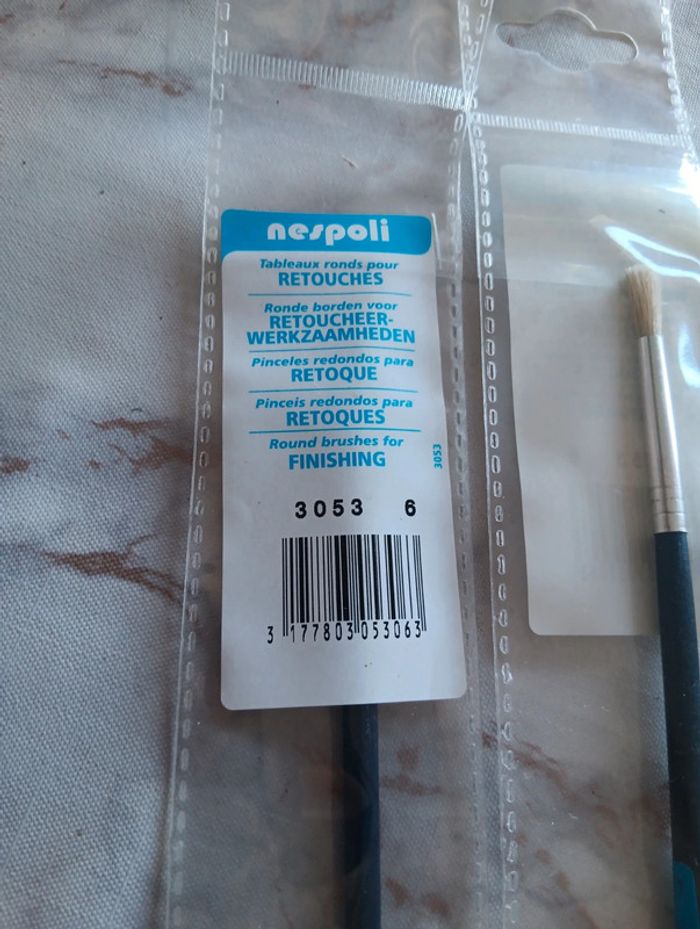 nespoli
Tableaux ronds pour
RETOUCHES
Ronde borden voor
RETOUCHEER-
WERKZAAMHEDEN
Pinceles redondos para
RETOQUE
Pinceis redondos para
RETOQUES
Round brushes for
FINISHING
3053
3053 6
3 177803 053063